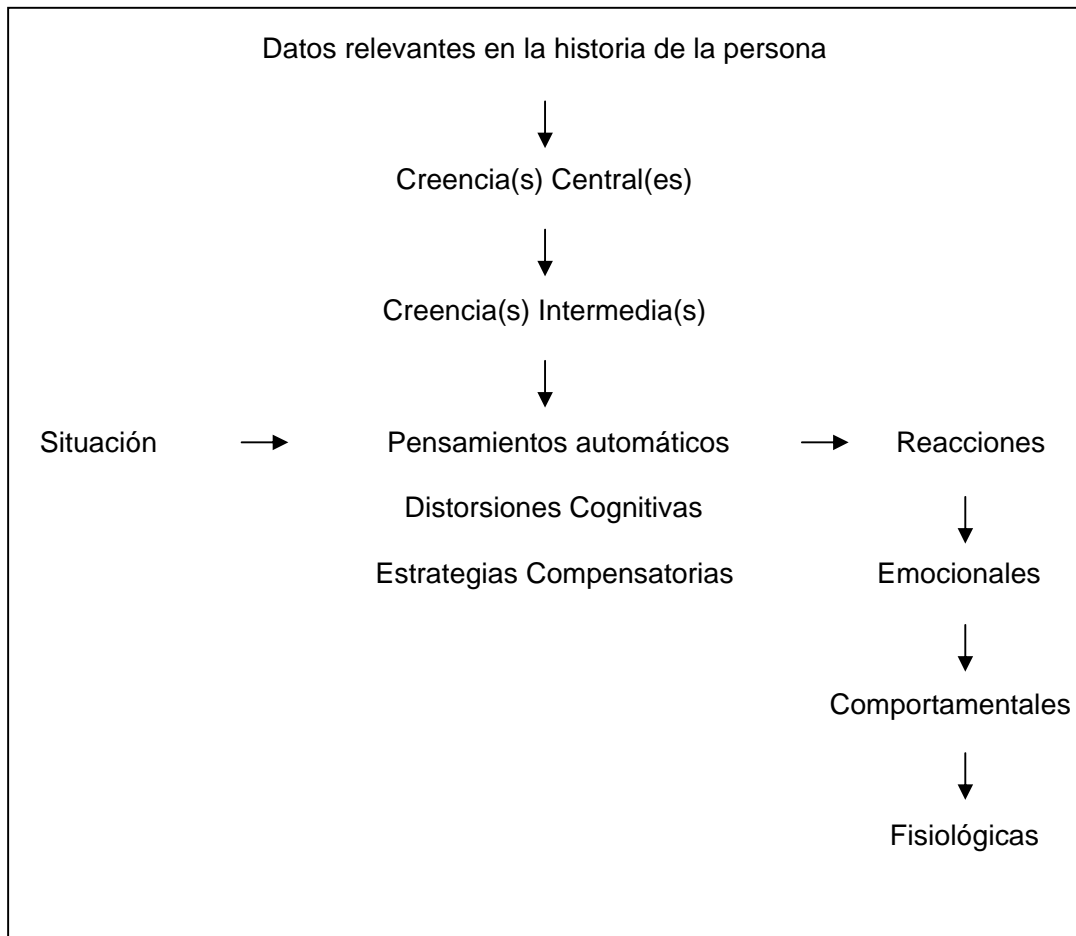 Datos relevantes en la historia de la persona
Creencia(s) Central(es)
Creencia(s) Intermedia(s)
Situación
Pensamientos automáticos
Reacciones
Distorsiones Cognitivas
Estrategias Compensatorias
Emocionales
Comportamentales
Fisiológicas